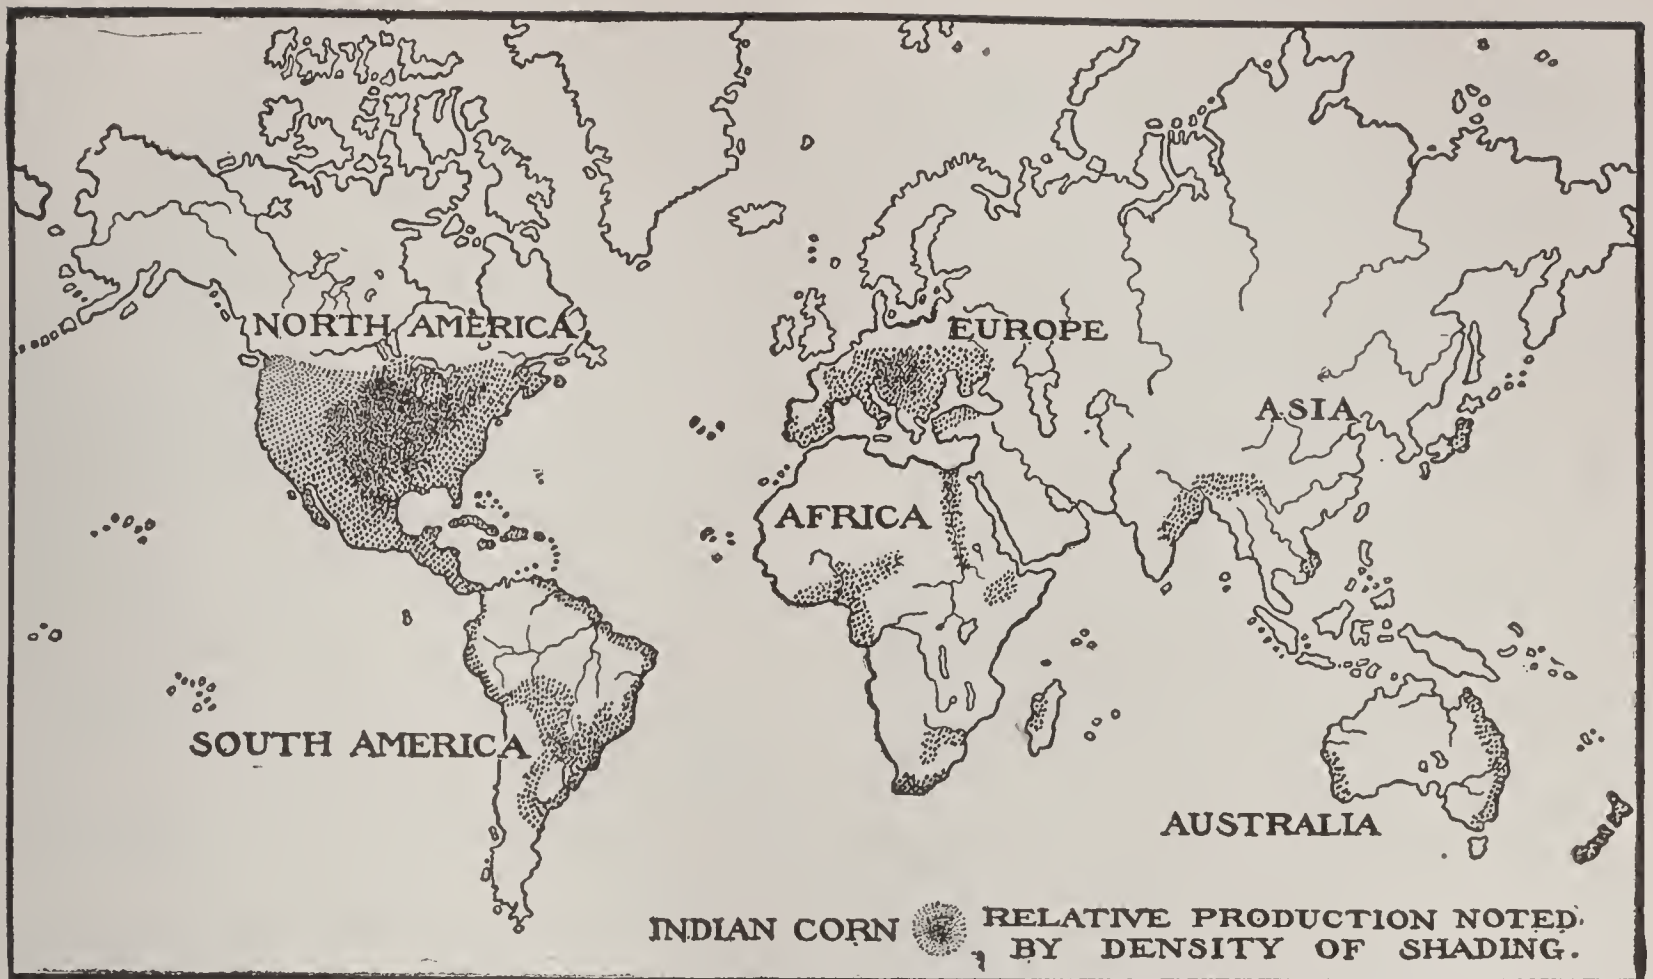 NORTH AMERICA
EUROPE
ASIA
AFRICA
SOUTH AMERICA
AUSTRALIA
INDIAN CORN
RELATIVE PRODUCTION NOTED
BY DENSITY OF SHADING.